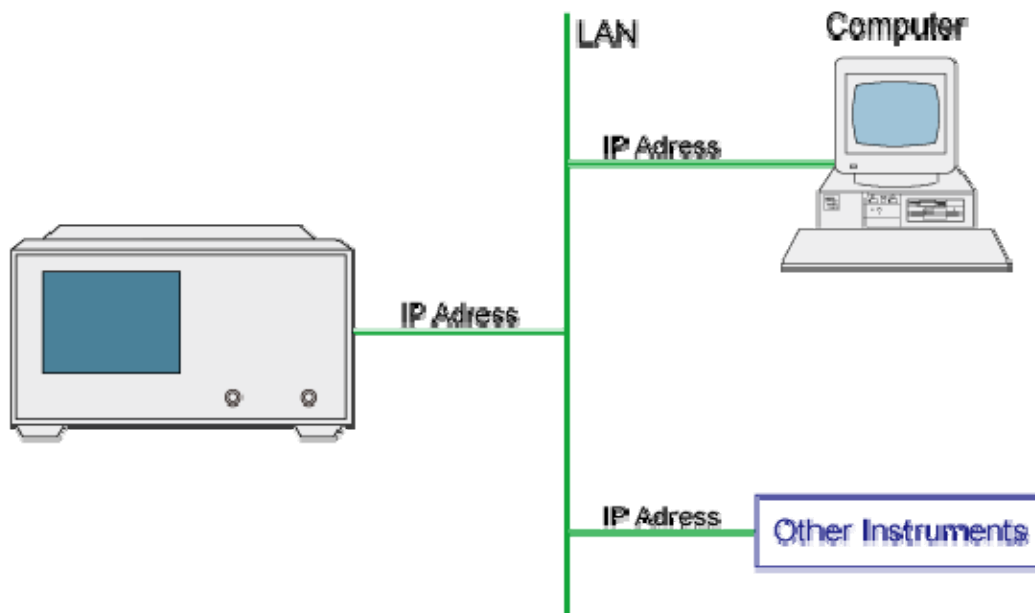 LAN
Computer
IP Adress
IP Adress
IP Adress
Other Instruments